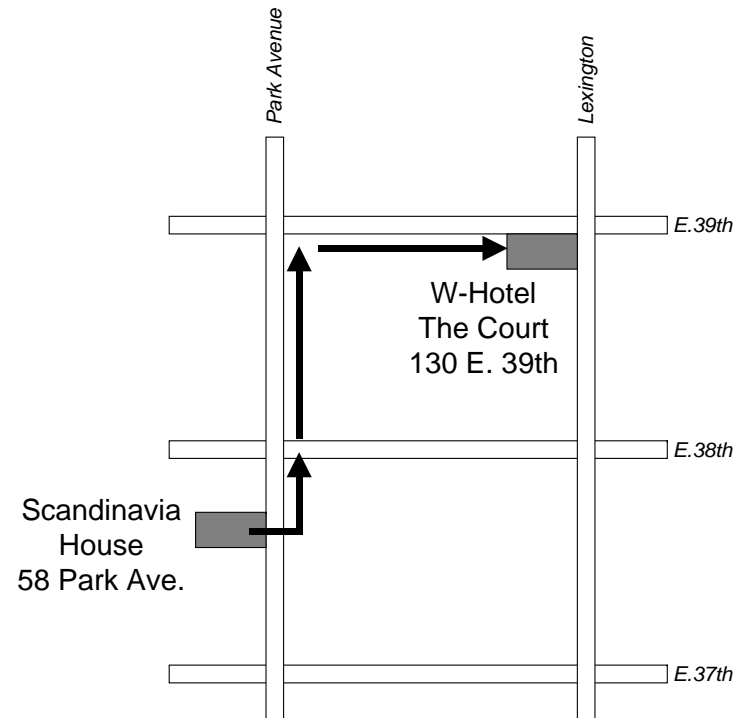 Park Avenue
Lexington
E.39th
W-Hotel
The Court
130 E. 39th
E.38th
Scandinavia
House
58 Park Ave.
E.37th